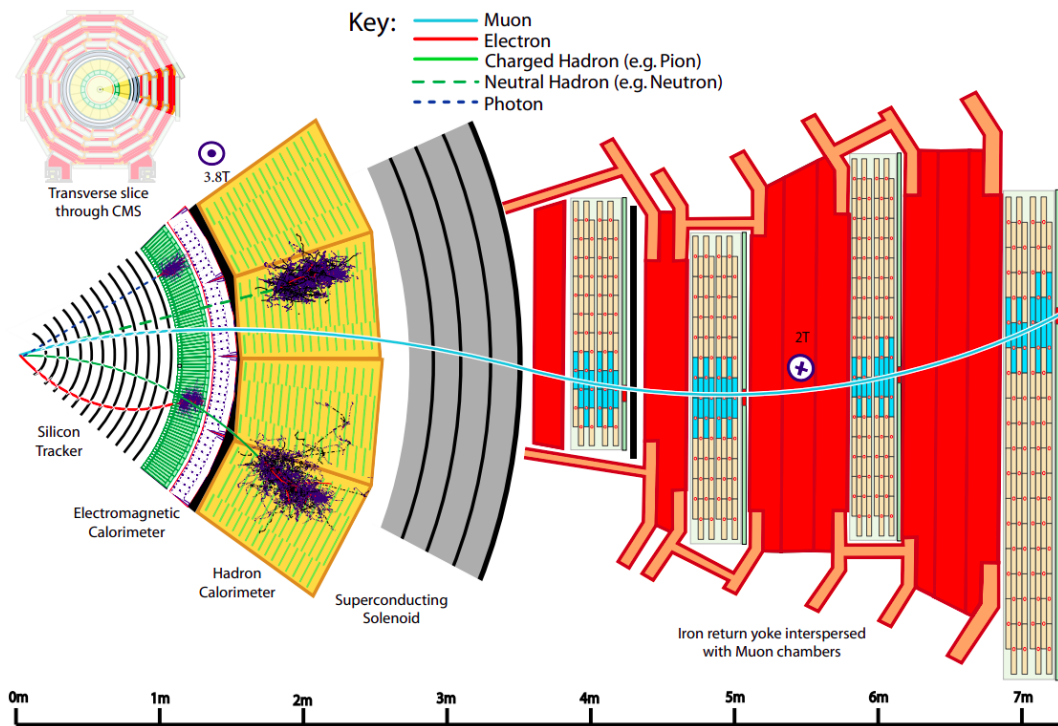 Key:
Muon
Electron
Charged Hadron (e.g. Pion)
Neutral Hadron (e.g. Neutron)
Photon
Transverse slice
through CMS
3.8T
2T
Silicon
Tracker
Electromagnetic
Calorimeter
Hadron
Calorimeter
Superconducting
Solenoid
Iron return yoke interspersed
with Muon chambers
0m
1m
2m
3m
4m
5m
6m
7m